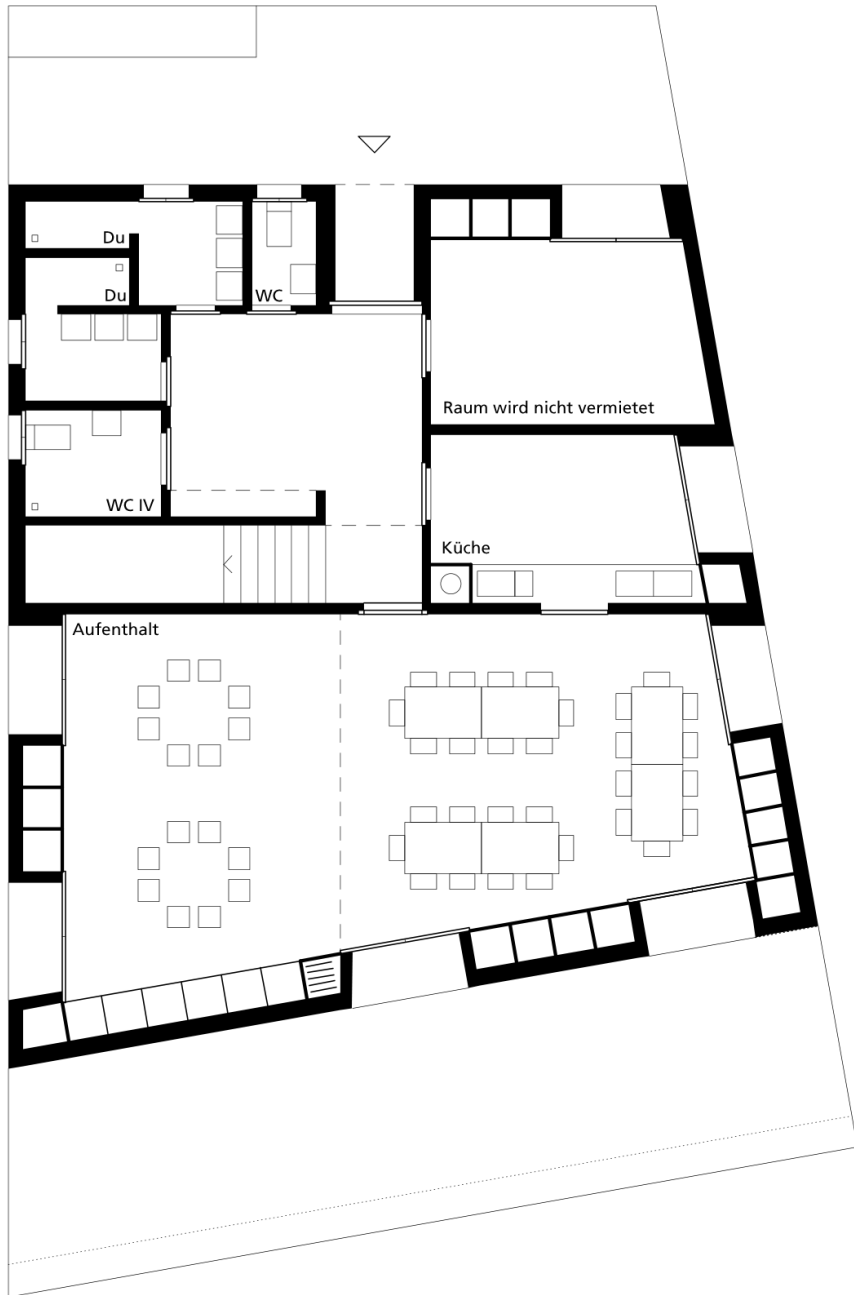 Du
Du
WC
Raum wird nicht vermietet
WC IV
Küche
Aufenthalt